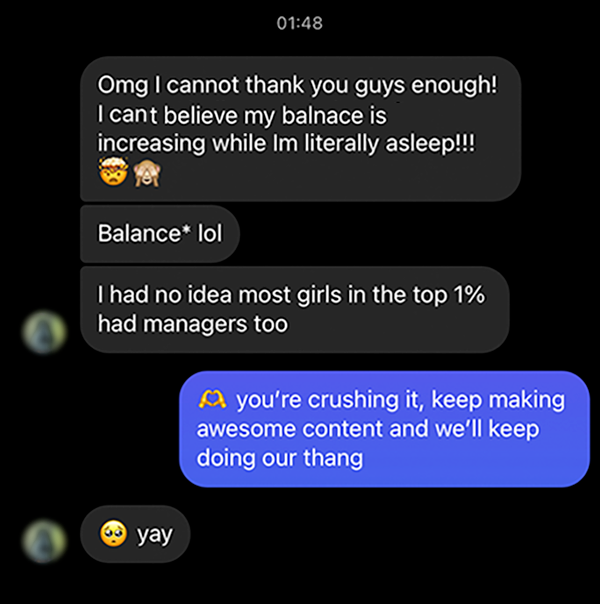 01:48
Omg I cannot thank you guys enough!
I cant believe my balnace is
increasing while Im literally asleep!!!
🤯🙈
Balance* lol
I had no idea most girls in the top 1%
had managers too
🫶 you're crushing it, keep making
awesome content and we'll keep
doing our thang
🥺 yay